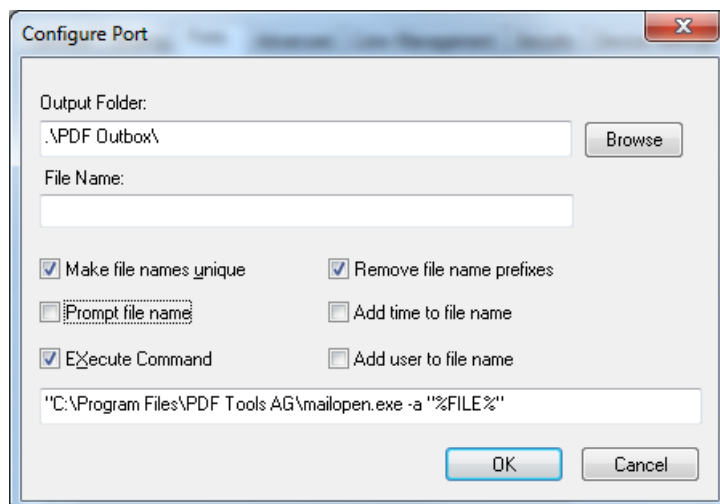 Configure Port
Output Folder:
.\PDF Outbox\
Browse
File Name:
Make file names unique
Remove file name prefixes
Prompt file name
Add time to file name
EXecute Command
Add user to file name
"C:\Program Files\PDF Tools AG\mailopen.exe -a "%FILE%"
OK
Cancel